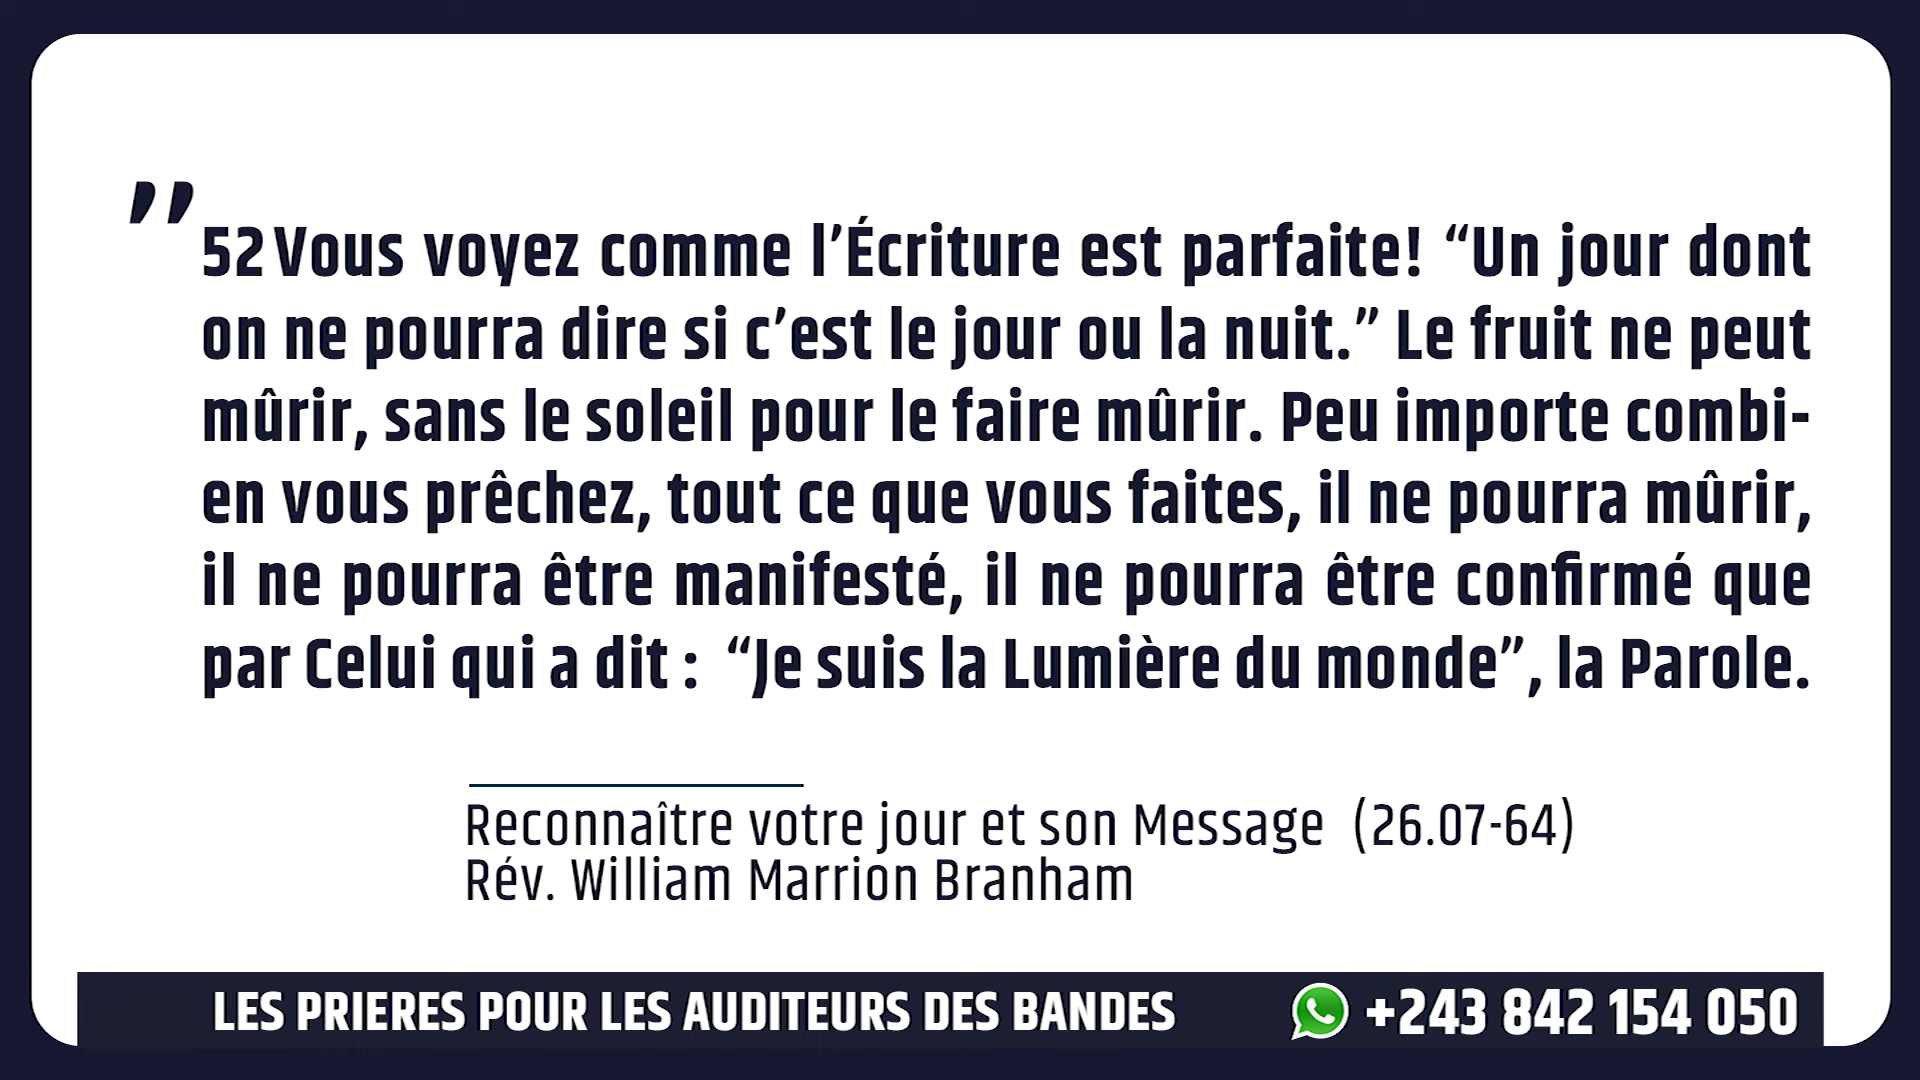 ”
52 Vous voyez comme l’Écriture est parfaite! “Un jour dont
on ne pourra dire si c’est le jour ou la nuit.” Le fruit ne peut
mûrir, sans le soleil pour le faire mûrir. Peu importe combi-
en vous prêchez, tout ce que vous faites, il ne pourra mûrir,
il ne pourra être manifesté, il ne pourra être confirmé que
par Celui qui a dit : “Je suis la Lumière du monde”, la Parole.
Reconnaître votre jour et son Message (26.07-64)
Rév. William Marrion Branham
LES PRIERES POUR LES AUDITEURS DES BANDES +243 842 154 050